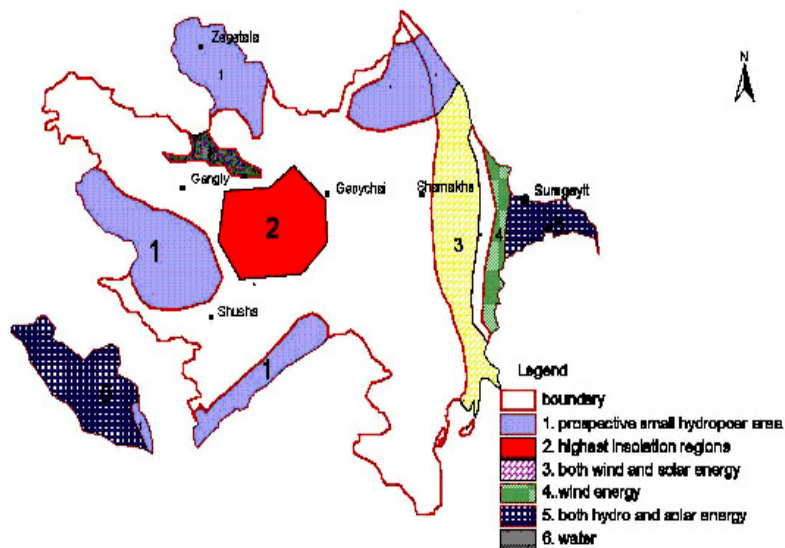 Zagatala
1
N
Gangly
Geoychai
Shamakha
Sumgayit
2
4
3
1
Shusha
1
Legend
boundary
1. prospective small hydropoer area
2. highest insolation regions
3. both wind and solar energy
4..wind energy
5. both hydro and solar energy
6. water